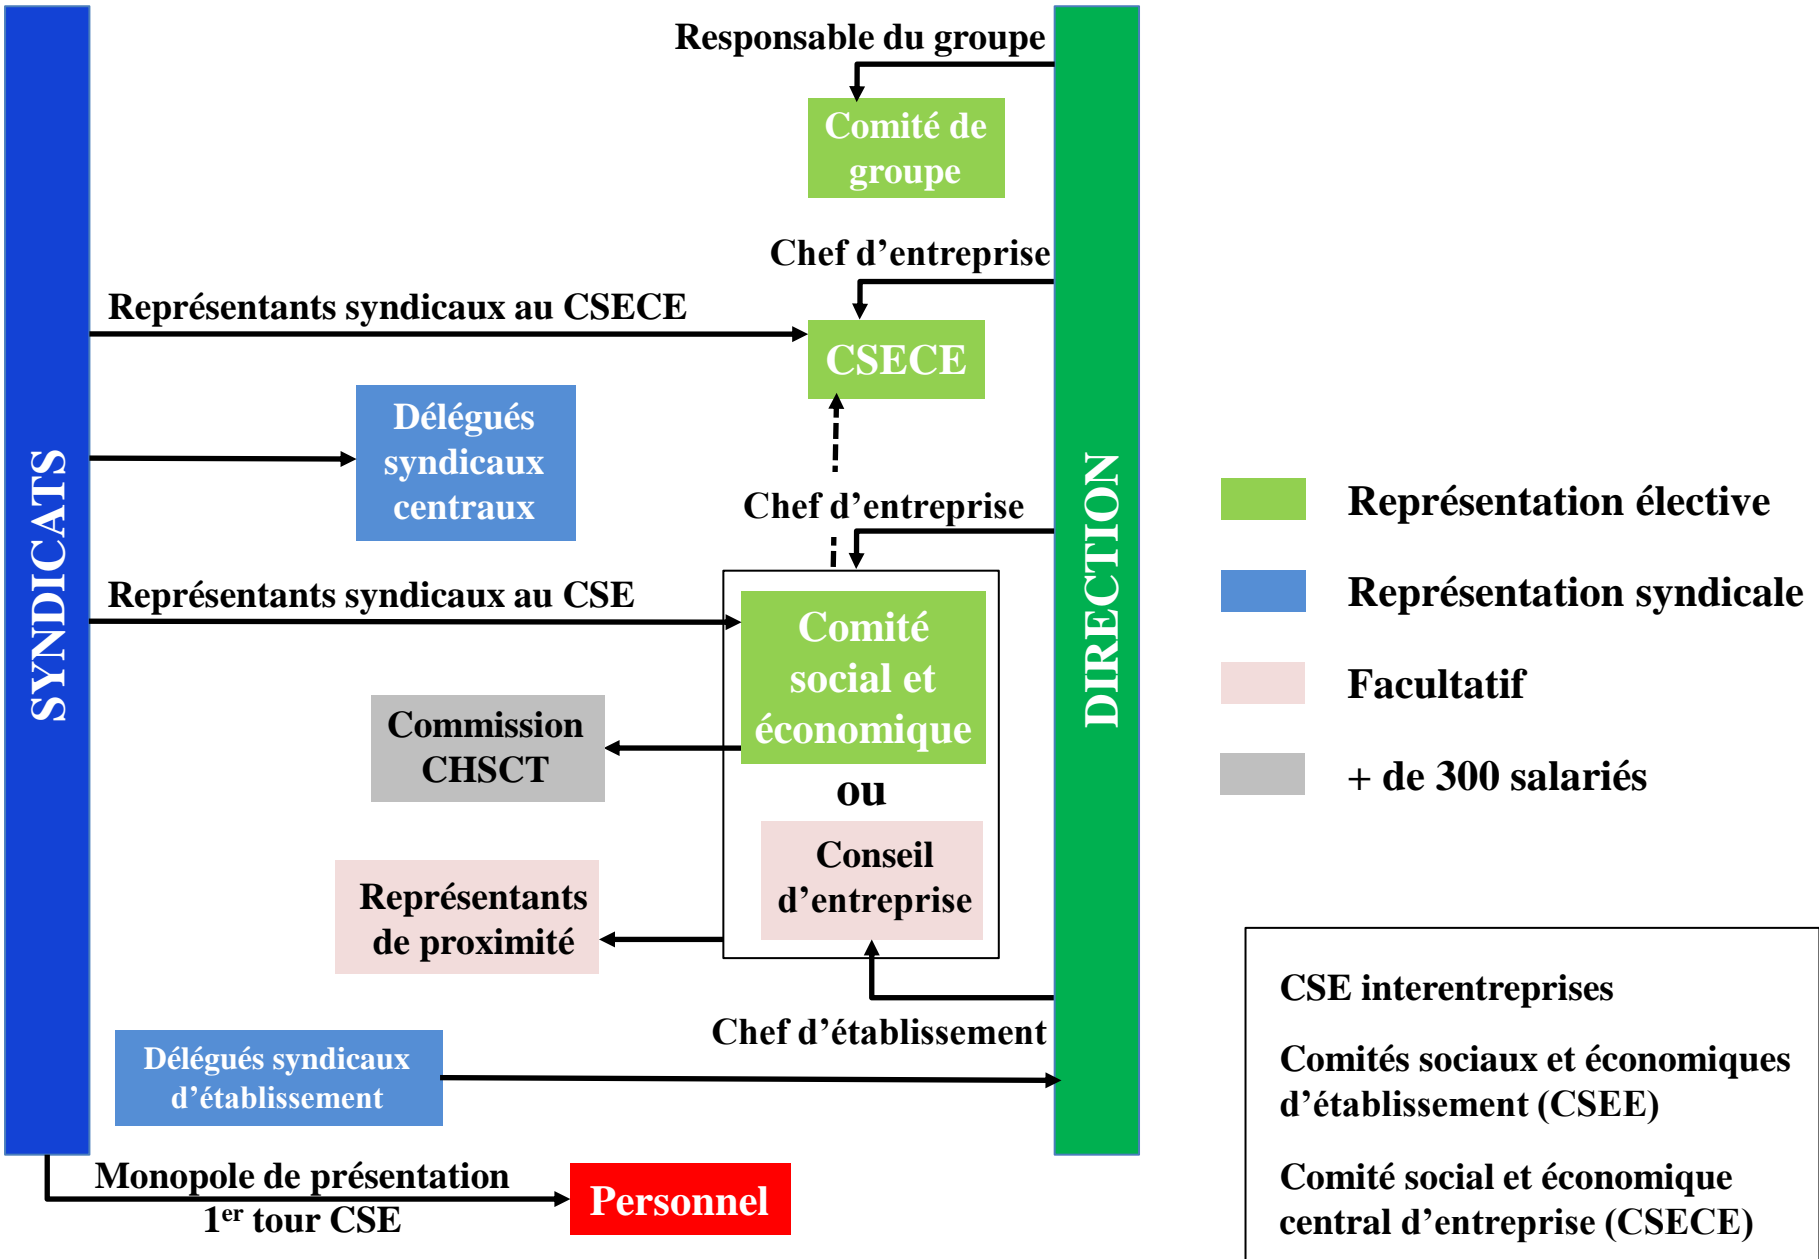 Responsable du groupe
Comité de
groupe
Chef d’entreprise
Représentants syndicaux au CSECE
CSECE
Délégués
syndicaux
centraux
Chef d’entreprise
Représentants syndicaux au CSE
Comité
social et
économique
Commission
CHSCT
ou
Conseil
d’entreprise
Représentants
de proximité
Chef d’établissement
Délégués syndicaux
d’établissement
Monopole de présentation
1er tour CSE
Personnel
SYNDICATS
DIRECTION
Représentation élective
Représentation syndicale
Facultatif
+ de 300 salariés
CSE interentreprises
Comités sociaux et économiques
d’établissement (CSEE)
Comité social et économique
central d’entreprise (CSECE)